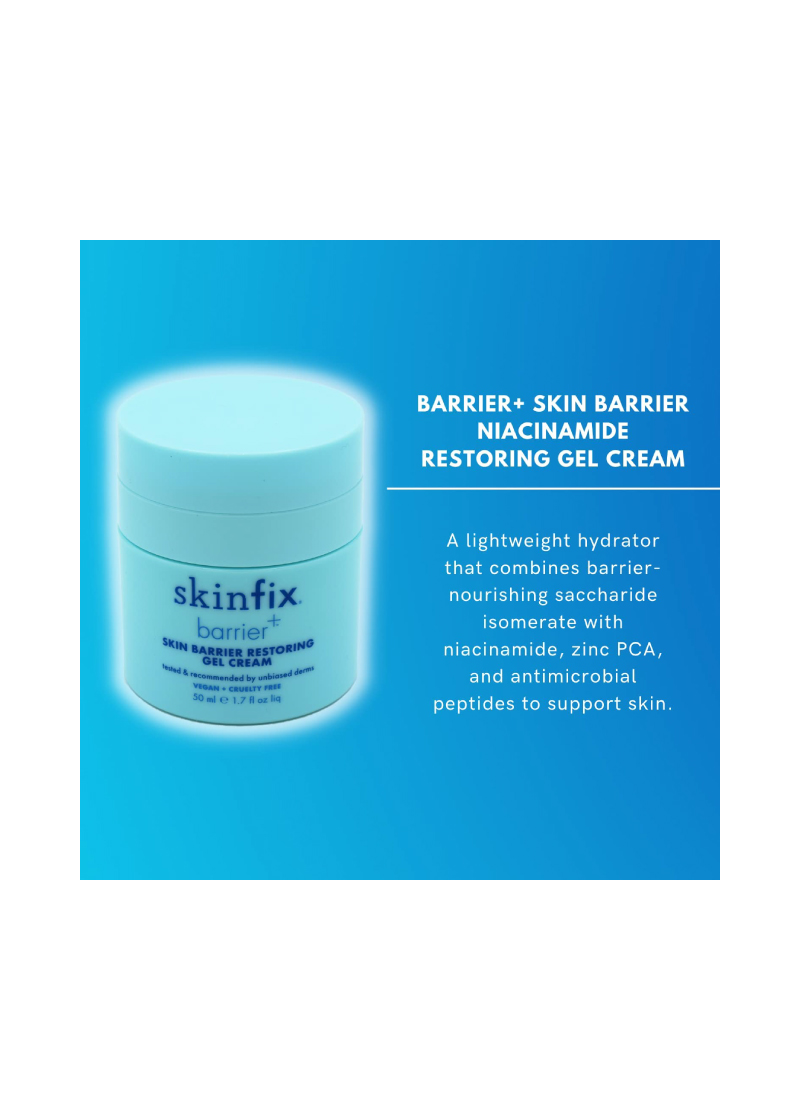 skinfix
barrier+
SKIN BARRIER RESTORING
GEL CREAM
tested & recommended by unbiased derms
VEGAN + CRUELTY FREE
50 ml ℮ 1.7 fl oz liq
BARRIER+ SKIN BARRIER
NIACINAMIDE
RESTORING GEL CREAM
A lightweight hydrator
that combines barrier-
nourishing saccharide
isomerate with
niacinamide, zinc PCA,
and antimicrobial
peptides to support skin.